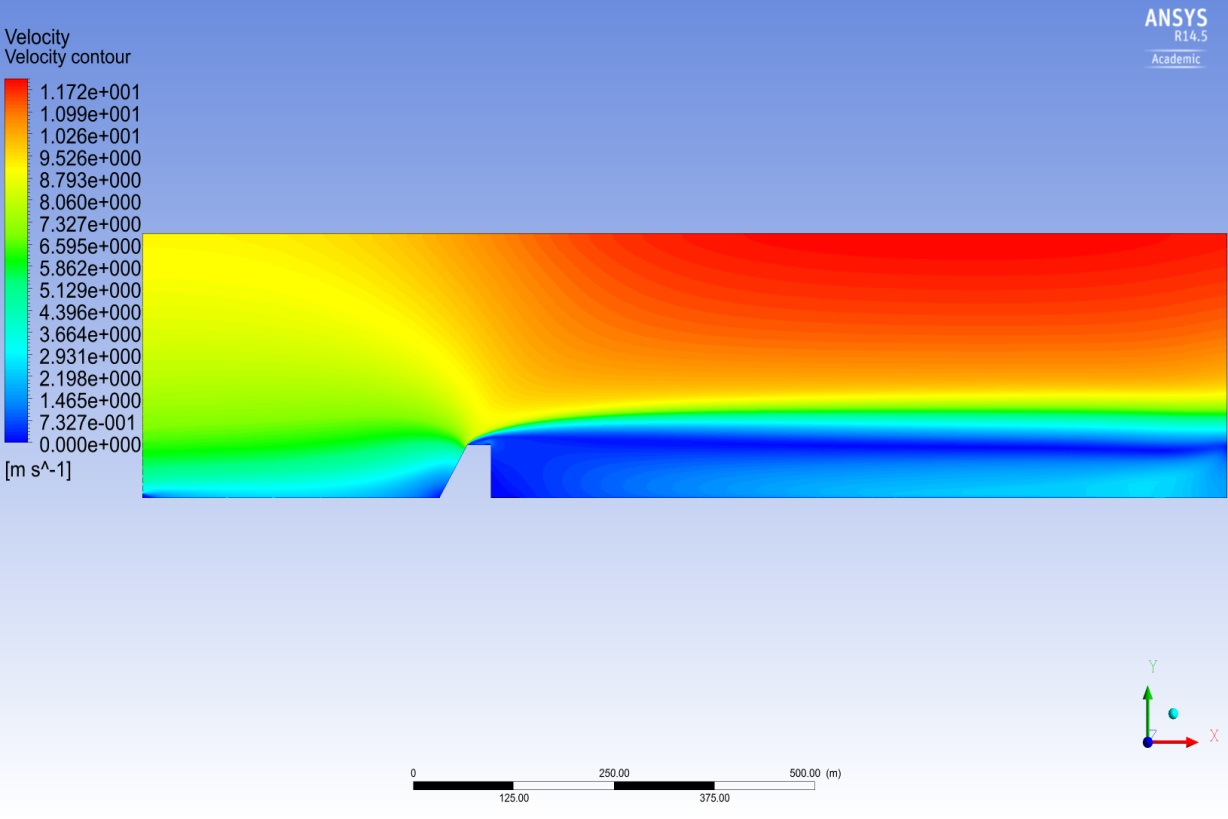 ANSYS
R14.5
Academic
Velocity
Velocity contour
1.172e+001
1.099e+001
1.026e+001
9.526e+000
8.793e+000
8.060e+000
7.327e+000
6.595e+000
5.862e+000
5.129e+000
4.396e+000
3.664e+000
2.931e+000
2.198e+000
1.465e+000
7.327e-001
0.000e+000
[m s^-1]
Y
Z
X
0 250.00 500.00 (m)
125.00 375.00